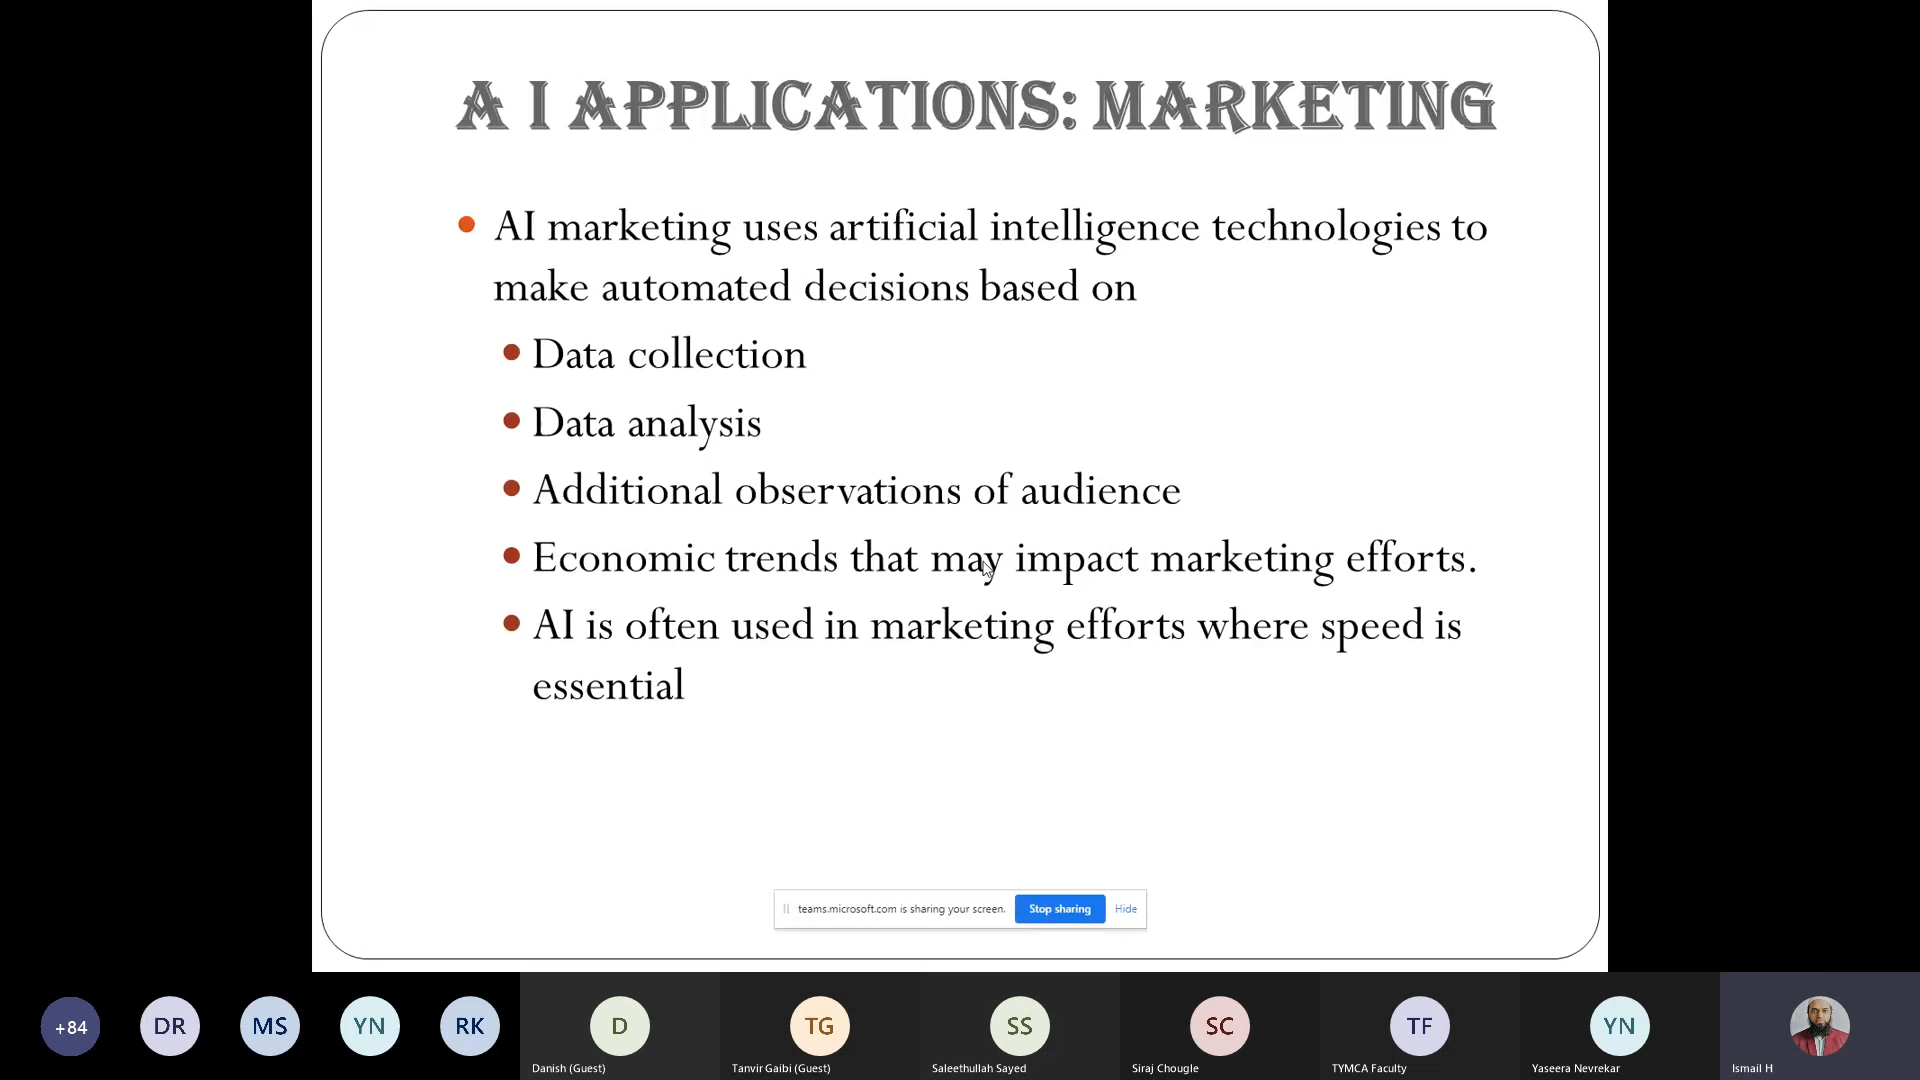 A I APPLICATIONS: MARKETING
AI marketing uses artificial intelligence technologies to
make automated decisions based on
Data collection
Data analysis
Additional observations of audience
Economic trends that may impact marketing efforts.
AI is often used in marketing efforts where speed is
essential
teams.microsoft.com is sharing your screen. Stop sharing Hide
+84 DR MS YN RK D TG SS SC TF YN
Danish (Guest) Tanvir Gaibi (Guest) Saleethullah Sayed Siraj Chougle TYMCA Faculty Yaseera Nevrekar Ismail H